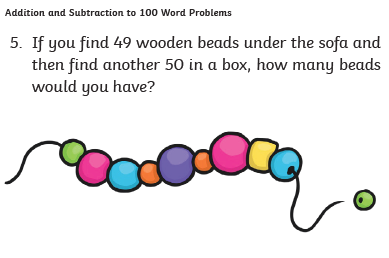 Addition and Subtraction to 100 Word Problems
5. If you find 49 wooden beads under the sofa and
then find another 50 in a box, how many beads
would you have?